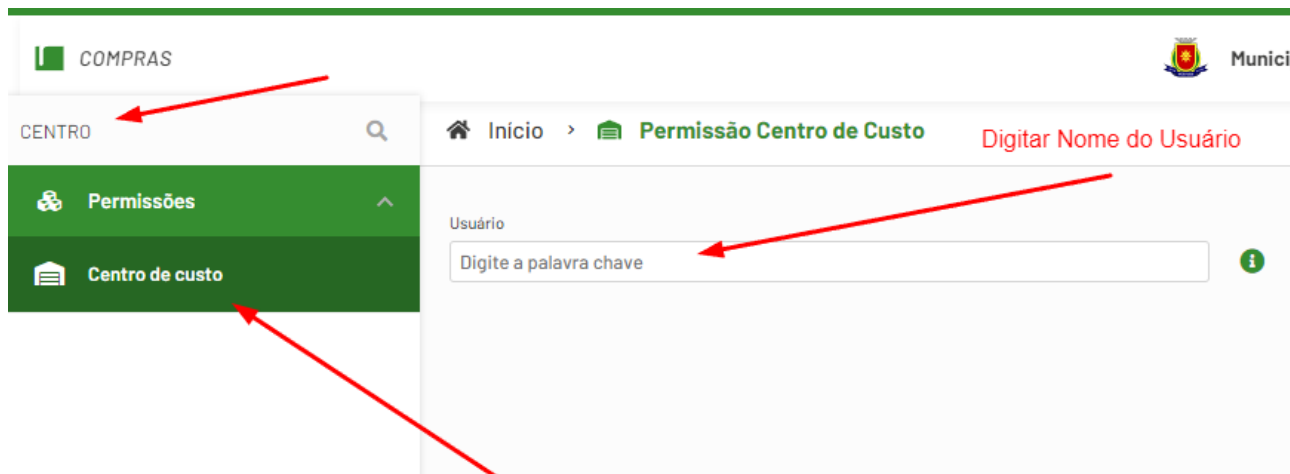 COMPRAS
Munici
CENTRO
Início > Permissão Centro de Custo
Digitar Nome do Usuário
Permissões
Usuário
Digite a palavra chave
Centro de custo